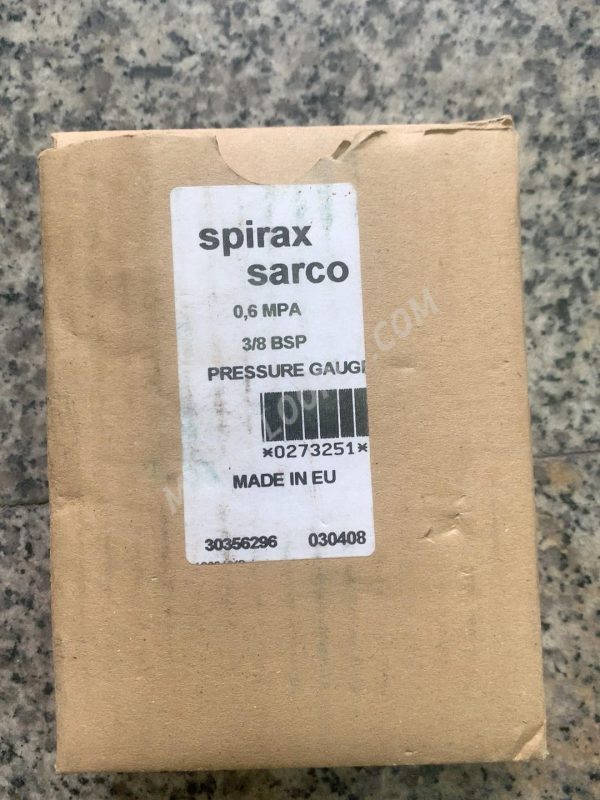 spirax
sarco
0,6 MPA
3/8 BSP
PRESSURE GAUG
*0273251*
MADE IN EU
30356296 030408